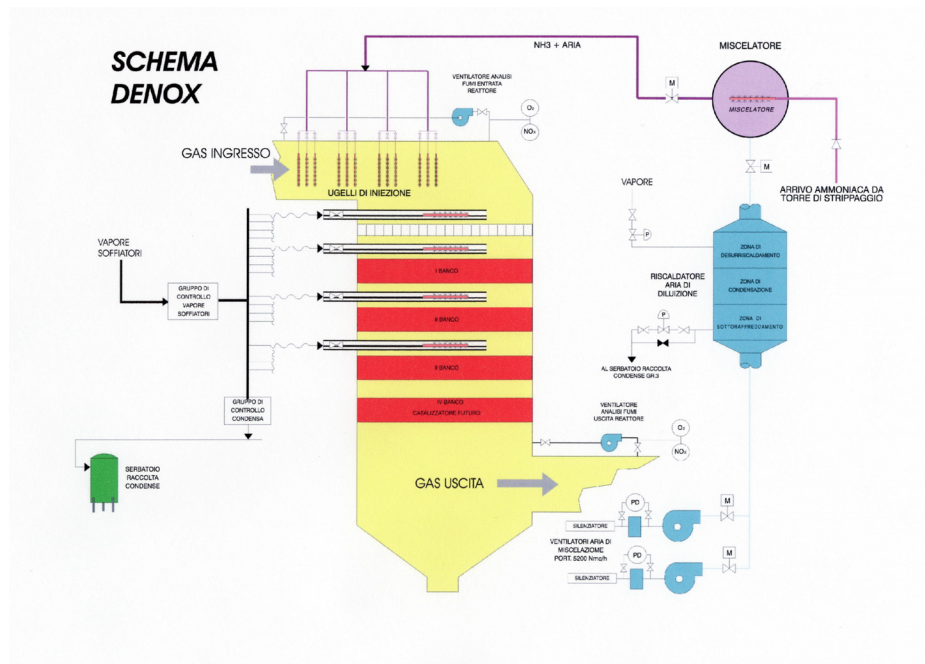 SCHEMA
DENOX
NH3 + ARIA
MISCELATORE
VENTILATORE ANALISI
FUMI ENTRATA
REATTORE
O2
NOx
M
MISCELATORE
GAS INGRESSO
M
UGELLI DI INIEZIONE
VAPORE
ARRIVO AMMONIACA DA
TORRE DI STRIPPAGGIO
P
VAPORE
SOFFIATORI
ZONA DI
DESURRISCALDAMENTO
I BANCO
RISCALDATORE
ARIA DI
DILUIZIONE
ZONA DI
CONDENSAZIONE
GRUPPO DI
CONTROLLO
VAPORE
SOFFIATORI
P
ZONA DI
SOTTORAFFREDDAMENTO
II BANCO
II BANCO
AL SERBATOIO RACCOLTA
CONDENSE GR.3
GRUPPO DI
CONTROLLO
CONDENSA
IV BANCO
CATALIZZATORE FUTURO
VENTILATORE
ANALISI FUMI
USCITA REATTORE
O2
NOx
SERBATOIO
RACCOLTA
CONDENSE
GAS USCITA
PD
M
SILENZIATORE
VENTILATORI ARIA DI
MISCELAZIOME
PORT. 5200 Nmo/h
PD
M
SILENZIATORE